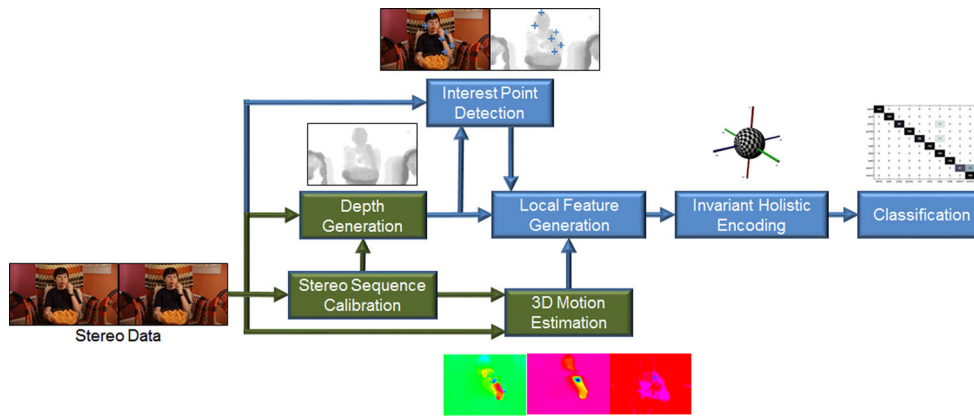 Interest Point
Detection
Depth
Generation
Local Feature
Generation
Invariant Holistic
Encoding
Classification
Stereo Sequence
Calibration
3D Motion
Estimation
Stereo Data